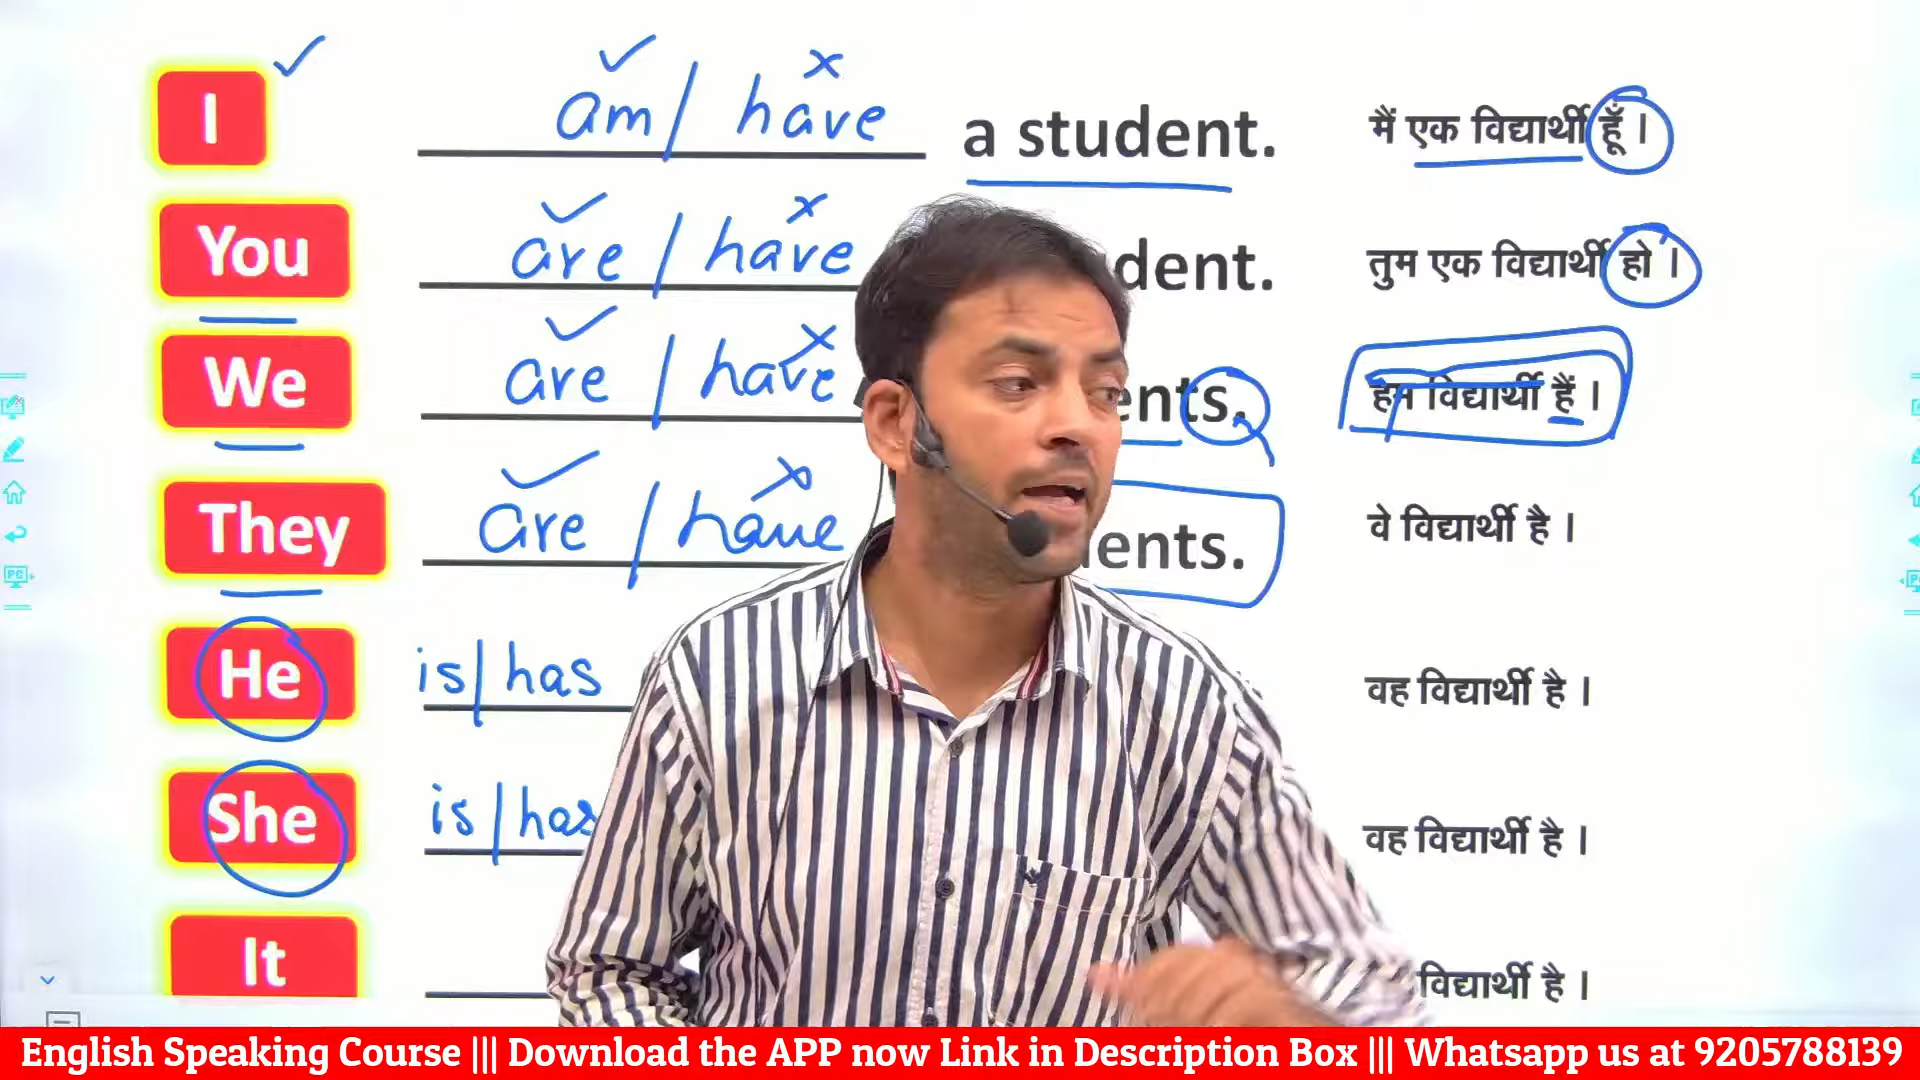 I am / have a student. मैं एक विद्यार्थी हूँ ।
You are / have dent. तुम एक विद्यार्थी हो ।
We are / have ents. हम विद्यार्थी हैं ।
They are / have ents. वे विद्यार्थी है ।
He is | has वह विद्यार्थी है ।
She is | has वह विद्यार्थी है ।
It विद्यार्थी है ।
English Speaking Course ||| Download the APP now Link in Description Box ||| Whatsapp us at 9205788139